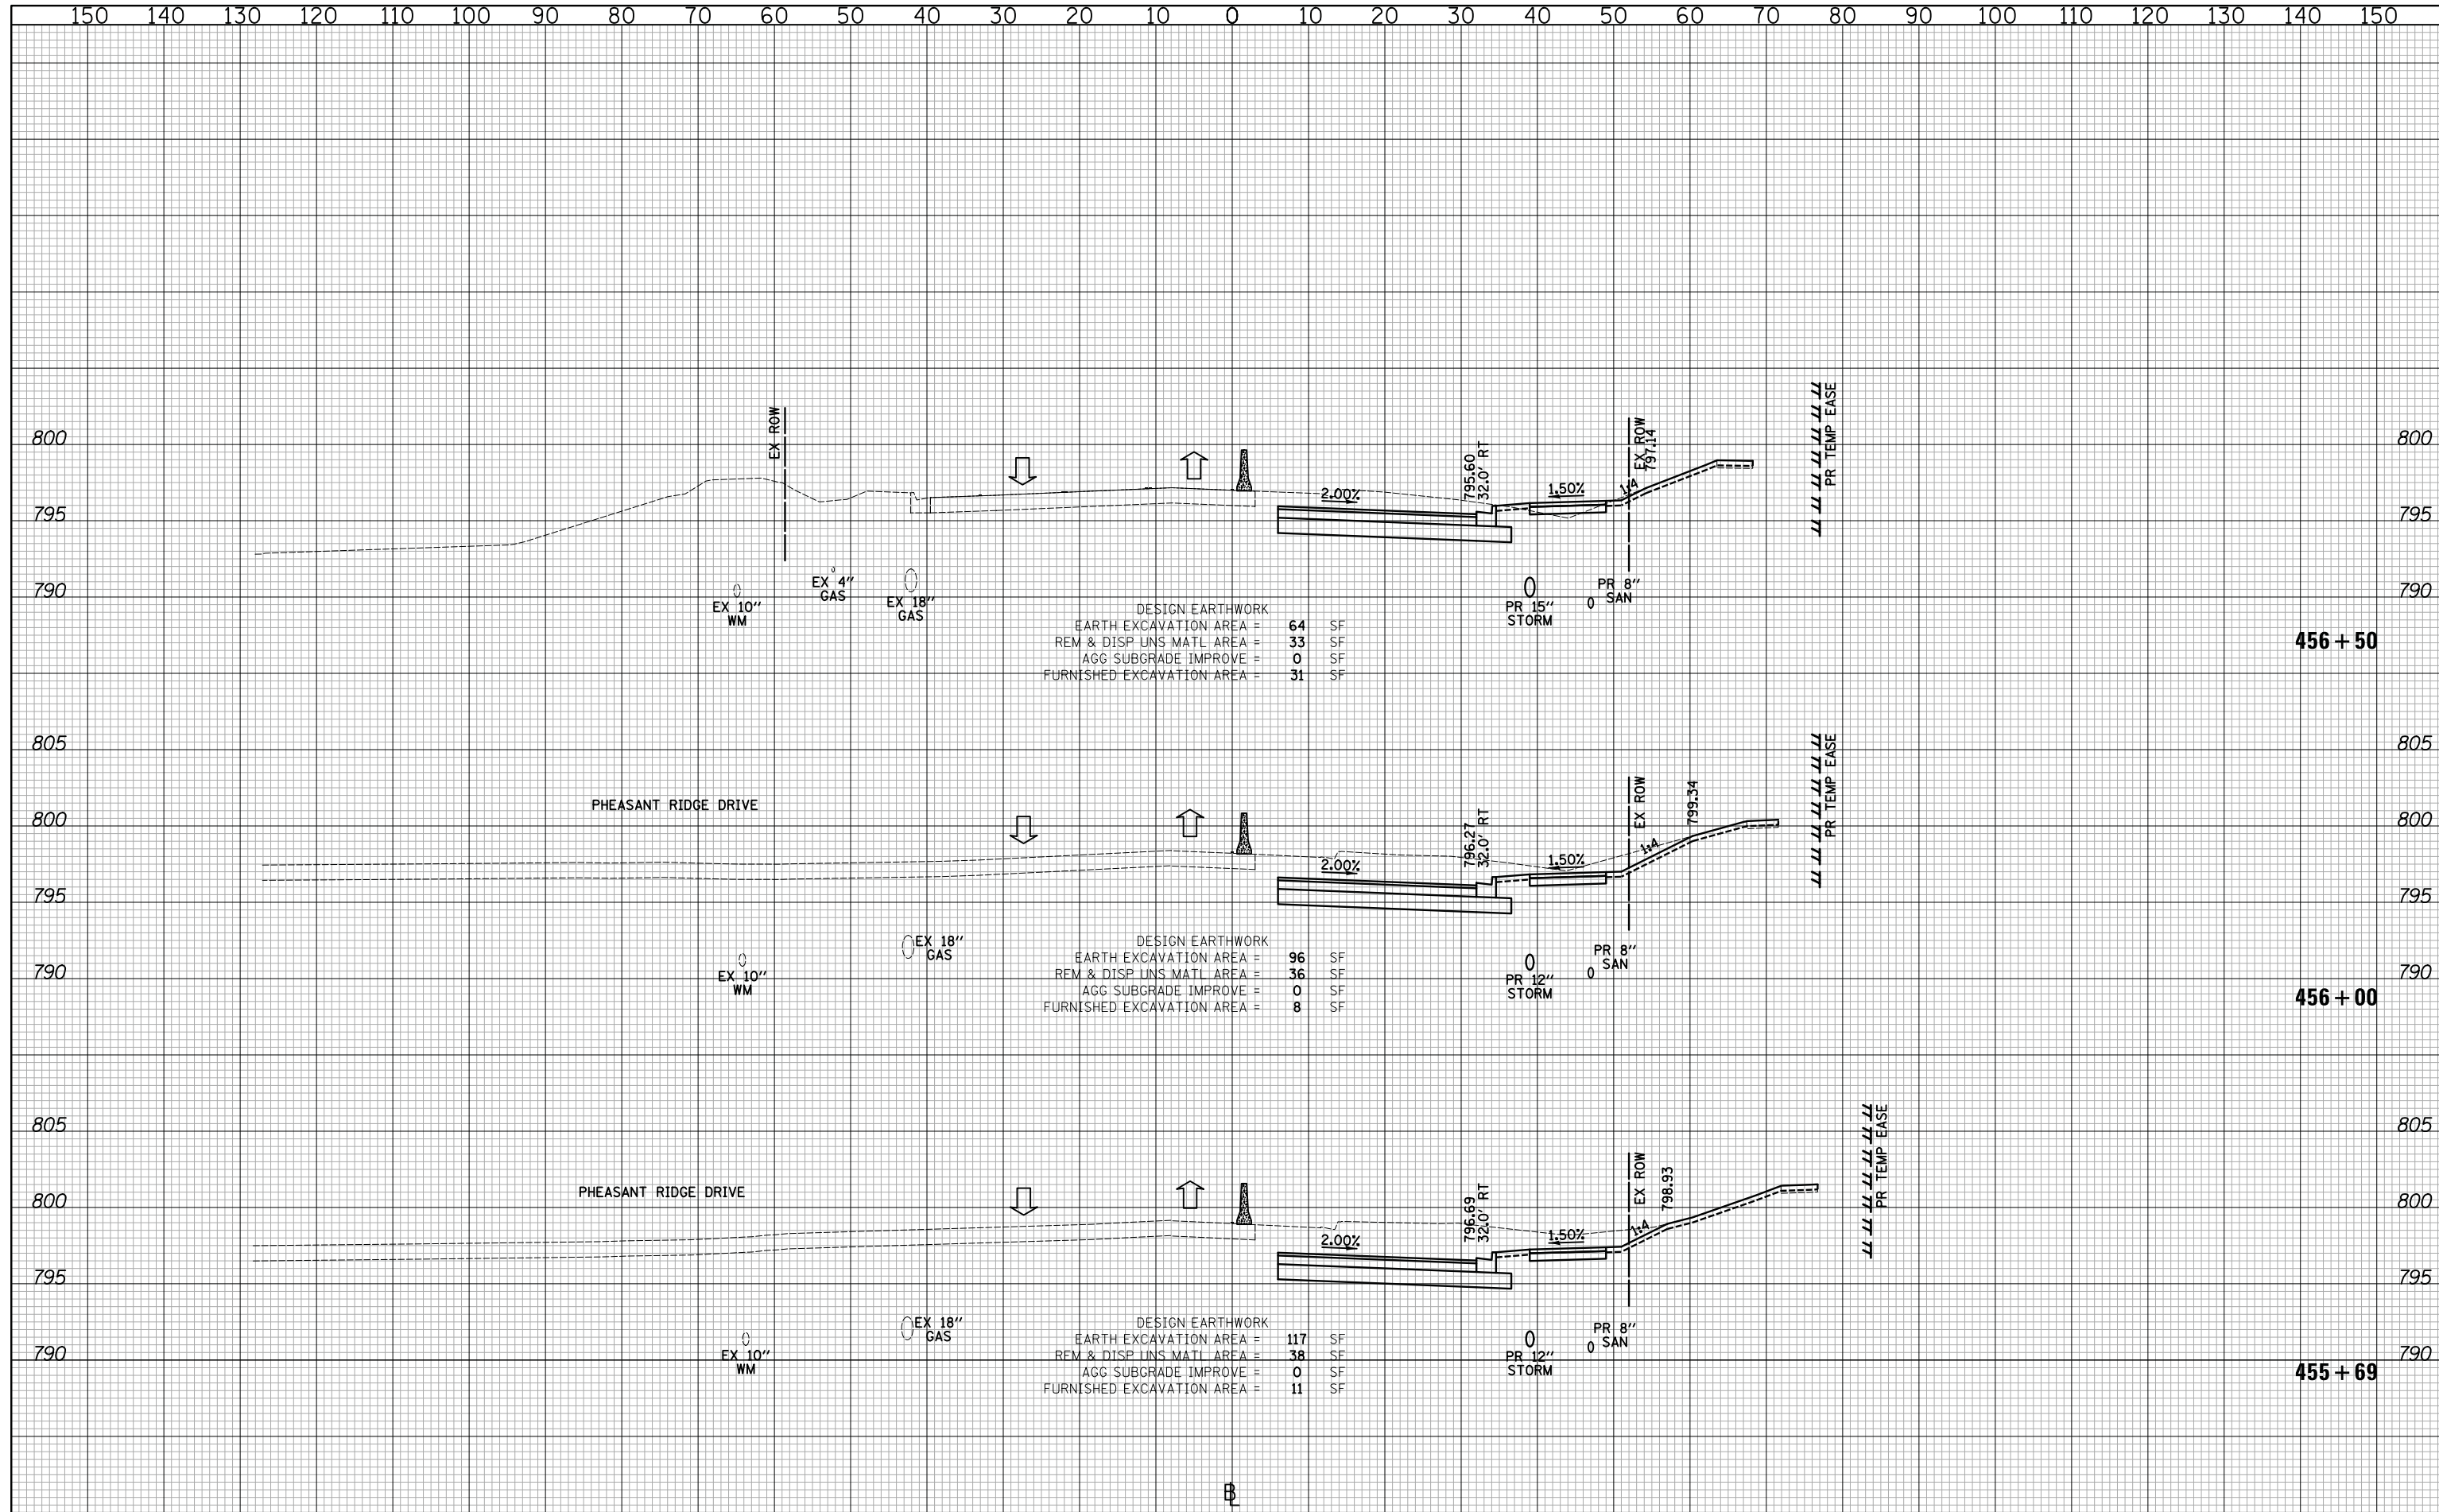 150 140 130 120 110 100 90 80 70 60 50 40 30 20 10 0 10 20 30 40 50 60 70 80 90 100 110 120 130 140 150
EX ROW
EX ROW
797.14
PR TEMP EASE
800 800
795.60
32.0' RT
2.00%
1.50%
1:4
795 795
790 790
EX 10"
WM
EX 4"
GAS
EX 18"
GAS
PR 15"
STORM
PR 8"
SAN
DESIGN EARTHWORK
EARTH EXCAVATION AREA = 64 SF
REM & DISP UNS MATL AREA = 33 SF
AGG SUBGRADE IMPROVE = 0 SF
FURNISHED EXCAVATION AREA = 31 SF
456+50
805 805
PR TEMP EASE
EX ROW
799.34
PHEASANT RIDGE DRIVE
800 800
796.27
32.0' RT
2.00%
1.50%
1:4
795 795
EX 18"
GAS
PR 8"
SAN
790 790
EX 10"
WM
PR 12"
STORM
DESIGN EARTHWORK
EARTH EXCAVATION AREA = 96 SF
REM & DISP UNS MATL AREA = 36 SF
AGG SUBGRADE IMPROVE = 0 SF
FURNISHED EXCAVATION AREA = 8 SF
456+00
805 805
PR TEMP EASE
EX ROW
798.93
PHEASANT RIDGE DRIVE
800 800
796.69
32.0' RT
2.00%
1.50%
1:4
795 795
EX 18"
GAS
PR 8"
SAN
790 790
EX 10"
WM
PR 12"
STORM
DESIGN EARTHWORK
EARTH EXCAVATION AREA = 117 SF
REM & DISP UNS MATL AREA = 38 SF
AGG SUBGRADE IMPROVE = 0 SF
FURNISHED EXCAVATION AREA = 11 SF
455+69
BL